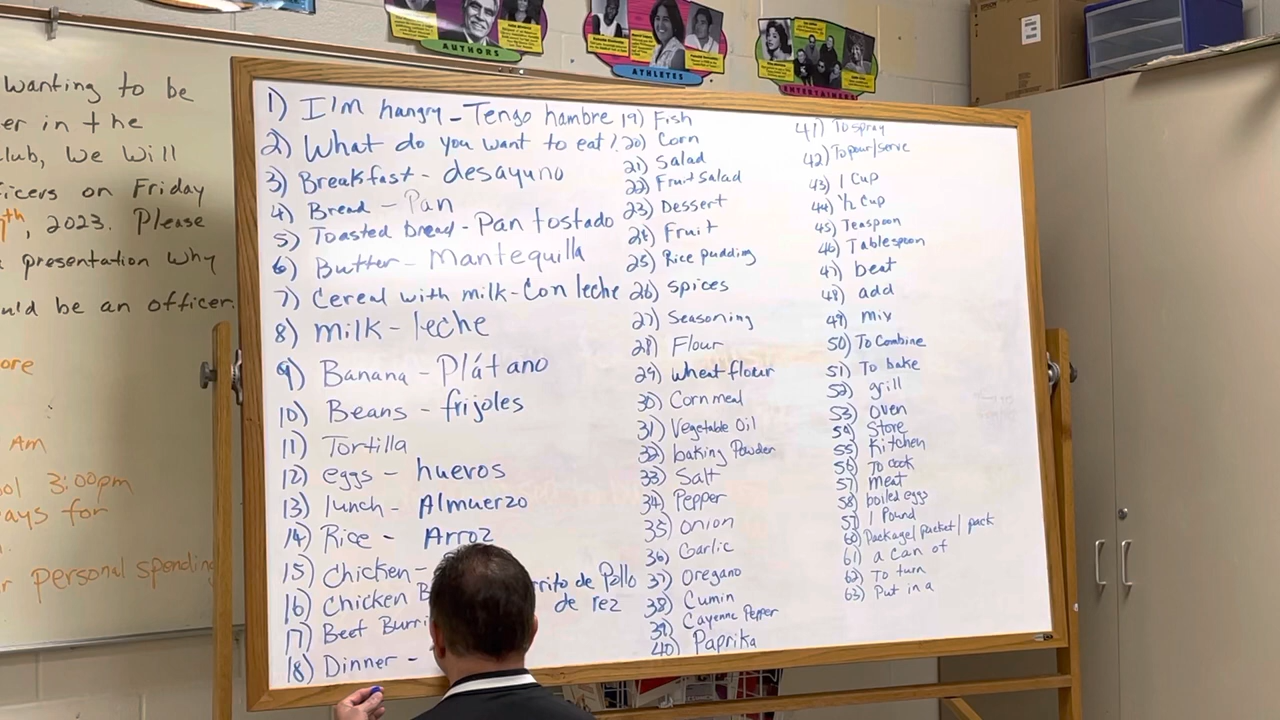 AUTHORS
ATHLETES
ENTERTAINERS
EPSON
wanting to be
er in the
lub, We Will
ficers on Friday
th, 2023. Please
presentation why
uld be an officer.
ore
Am
ol 3:00pm
ays for
r personal spending
1) I'm hangry - Tengo hambre
2) What do you want to eat?
3) Breakfast - desayuno
4) Bread - Pan
5) Toasted bread - Pan tostado
6) Butter - Mantequilla
7) Cereal with milk - Con leche
8) milk - leche
9) Banana - Plátano
10) Beans - frijoles
11) Tortilla
12) eggs - huevos
13) lunch - Almuerzo
14) Rice - Arroz
15) Chicken -
16) Chicken B rrito de Pollo
17) Beef Burri de rez
18) Dinner -
19) Fish
20) Corn
21) Salad
22) Fruit Salad
23) Dessert
24) Fruit
25) Rice pudding
26) Spices
27) Seasoning
28) Flour
29) Wheat flour
30) Corn meal
31) Vegetable Oil
32) baking Powder
33) Salt
34) Pepper
35) Onion
36) Garlic
37) Oregano
38) Cumin
39) Cayenne Pepper
40) Paprika
41) To spray
42) To pour/serve
43) 1 Cup
44) 1/2 Cup
45) Teaspoon
46) Tablespoon
47) beat
48) add
49) mix
50) To Combine
51) To bake
52) grill
53) Oven
54) Store
55) Kitchen
56) To cook
57) meat
58) boiled eggs
59) 1 Pound
60) Package/packet/pack
61) a can of
62) To turn
63) Put in a